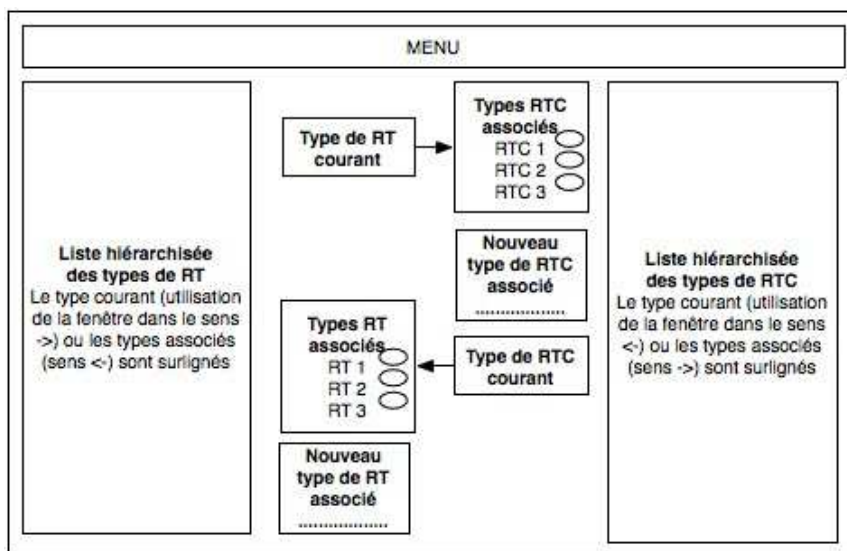 MENU
Liste hiérarchisée
des types de RT
Le type courant (utilisation
de la fenêtre dans le sens
->) ou les types associés
(sens <-) sont surlignés
Type de RT
courant
Types RTC
associés
RTC 1
RTC 2
RTC 3
Nouveau
type de RTC
associé
...................
Types RT
associés
RT 1
RT 2
RT 3
Type de RTC
courant
Nouveau
type de RT
associé
...................
Liste hiérarchisée
des types de RTC
Le type courant (utilisation
de la fenêtre dans le sens
<-) ou les types associés
(sens ->) sont surlignés